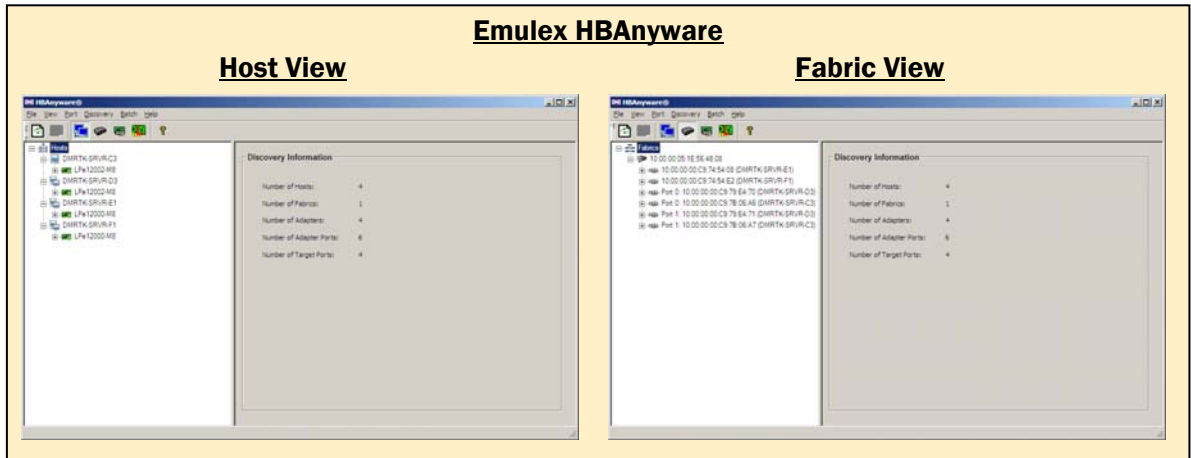 Emulex HBAnyware
Host View
Fabric View
HBAnyware®
File View Port Discovery Batch Help
Hosts
DMRTK-SRVR-C3
LPe12002-M8
DMRTK-SRVR-D3
LPe12002-M8
DMRTK-SRVR-E1
LPe12000-M8
DMRTK-SRVR-F1
LPe12000-M8
Discovery Information
Number of Hosts: 4
Number of Fabrics: 1
Number of Adapters: 4
Number of Adapter Ports: 6
Number of Target Ports: 4
HBAnyware®
File View Port Discovery Batch Help
Fabrics
10:00:00:05:1E:56:48:08
10:00:00:00:C9:74:54:08 (DMRTK-SRVR-E1)
10:00:00:00:C9:74:54:E2 (DMRTK-SRVR-F1)
Port 0: 10:00:00:00:C9:79:E4:70 (DMRTK-SRVR-D3)
Port 0: 10:00:00:00:C9:7B:06:A6 (DMRTK-SRVR-C3)
Port 1: 10:00:00:00:C9:79:E4:71 (DMRTK-SRVR-D3)
Port 1: 10:00:00:00:C9:7B:06:A7 (DMRTK-SRVR-C3)
Discovery Information
Number of Hosts: 4
Number of Fabrics: 1
Number of Adapters: 4
Number of Adapter Ports: 6
Number of Target Ports: 4